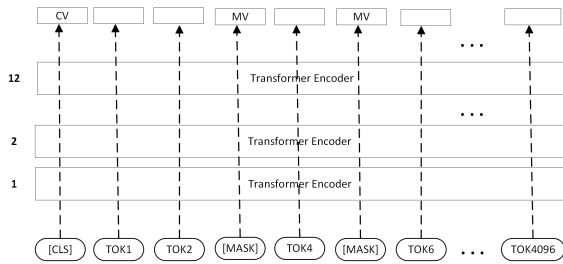 CV MV MV
. . .
12 Transformer Encoder
. . .
2 Transformer Encoder
1 Transformer Encoder
[CLS] TOK1 TOK2 [MASK] TOK4 [MASK] TOK6 . . . TOK4096